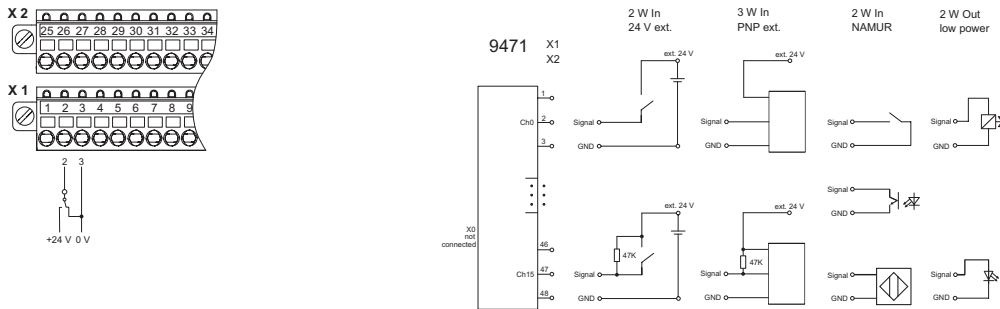 X 2
25 26 27 28 29 30 31 32 33 34
X 1
1 2 3 4 5 6 7 8 9
2 3
+24 V 0 V
9471 X1
X2
X0
not
connected
1
Ch0 2
3
46
Ch15 47
48
2 W In
24 V ext.
ext. 24 V
Signal
GND
ext. 24 V
47K
Signal
GND
3 W In
PNP ext.
ext. 24 V
Signal
GND
ext. 24 V
47K
Signal
GND
2 W In
NAMUR
Signal
GND
Signal
GND
Signal
GND
2 W Out
low power
Signal
GND
Signal
GND